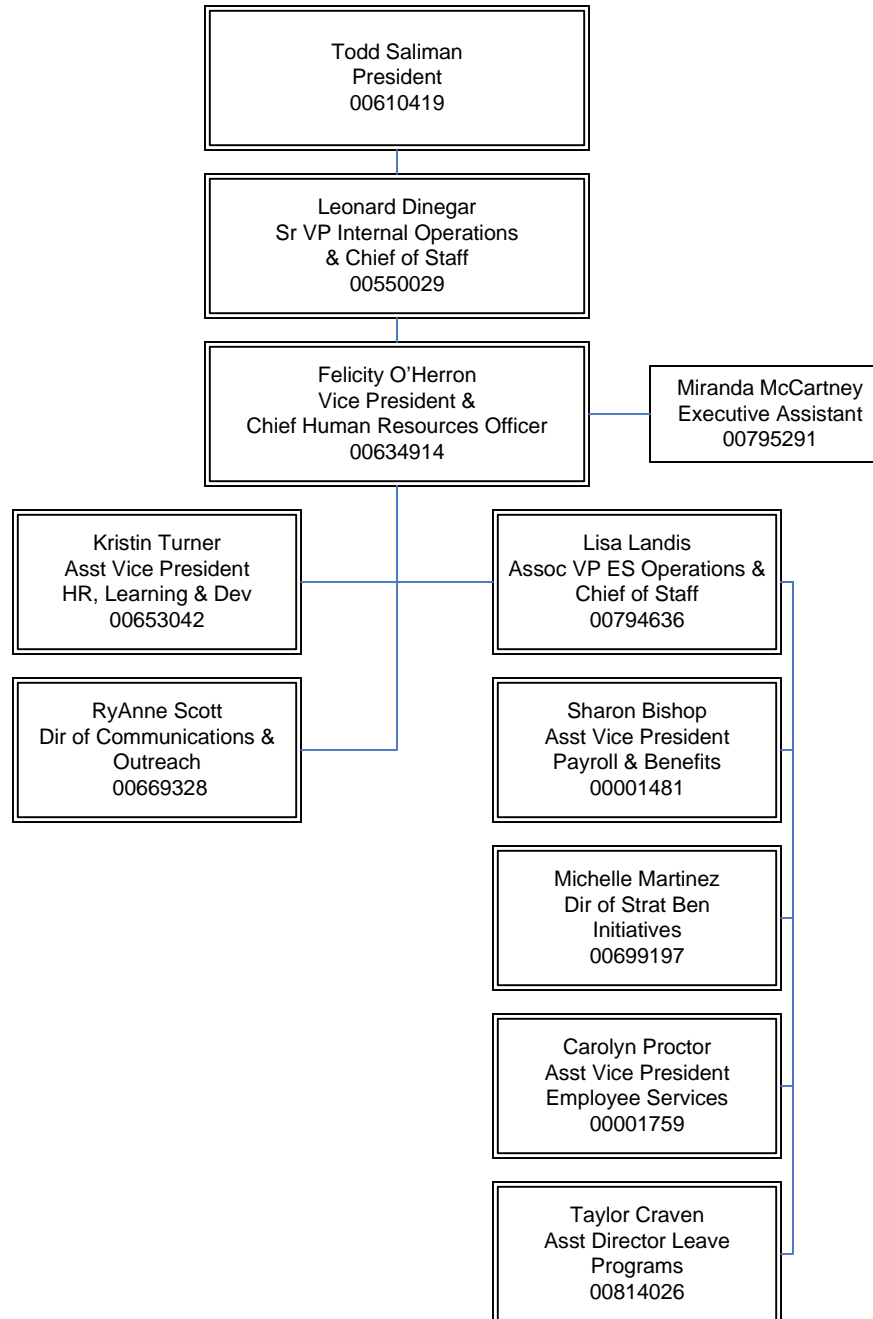 Todd Saliman
President
00610419
Leonard Dinegar
Sr VP Internal Operations
& Chief of Staff
00550029
Felicity O’Herron
Vice President &
Chief Human Resources Officer
00634914
Miranda McCartney
Executive Assistant
00795291
Kristin Turner
Asst Vice President
HR, Learning & Dev
00653042
Lisa Landis
Assoc VP ES Operations &
Chief of Staff
00794636
RyAnne Scott
Dir of Communications &
Outreach
00669328
Sharon Bishop
Asst Vice President
Payroll & Benefits
00001481
Michelle Martinez
Dir of Strat Ben
Initiatives
00699197
Carolyn Proctor
Asst Vice President
Employee Services
00001759
Taylor Craven
Asst Director Leave
Programs
00814026